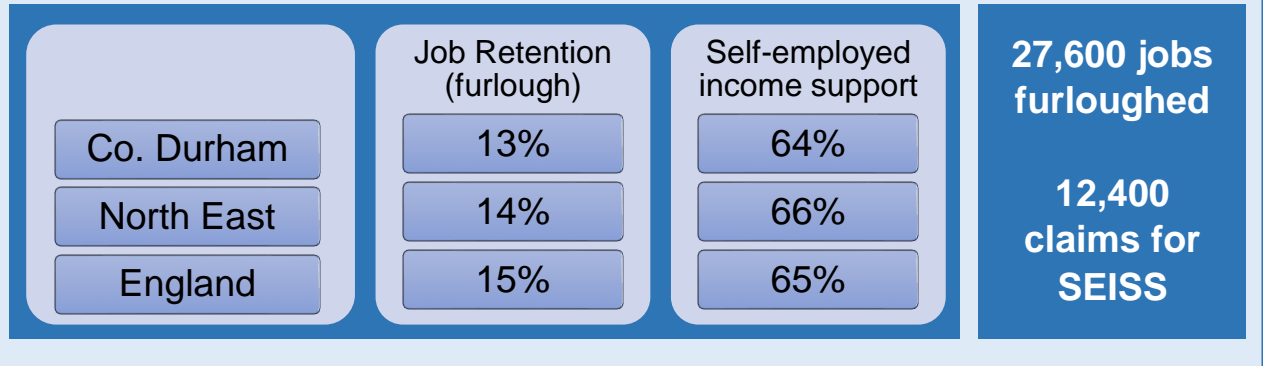 Job Retention
(furlough)
Self-employed
income support
Co. Durham
13%
64%
North East
14%
66%
England
15%
65%
27,600 jobs
furloughed
12,400
claims for
SEISS